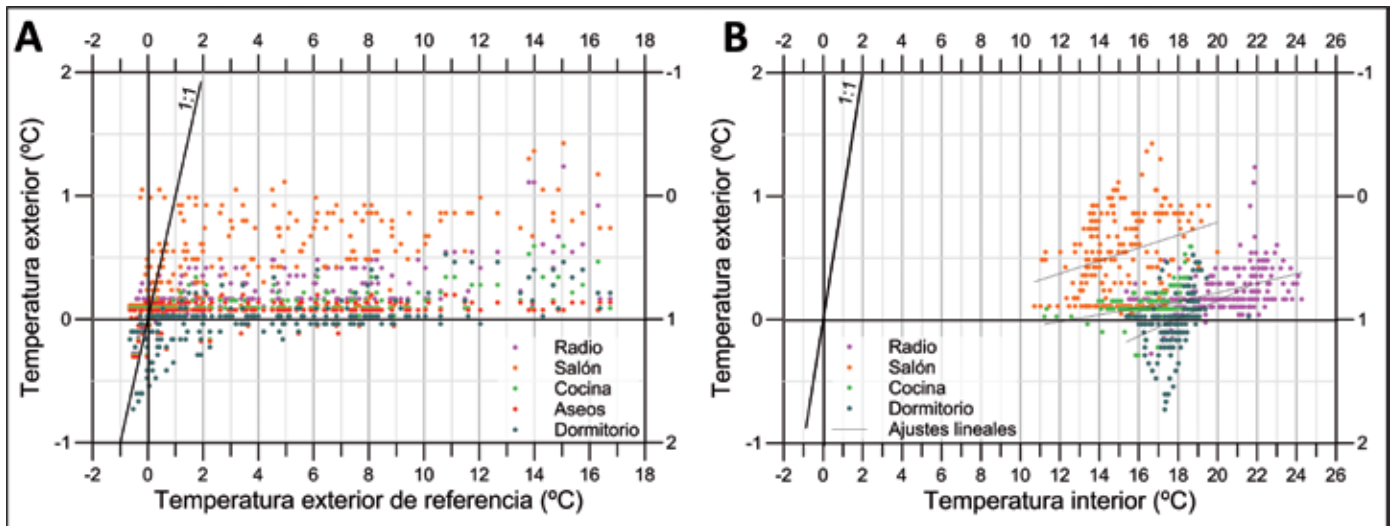 A
-2 0 2 4 6 8 10 12 14 16 18
2 -1
1:1
1 0
0 1
-1 2
Temperatura exterior (ºC)
Radio
Salón
Cocina
Aseos
Dormitorio
-2 0 2 4 6 8 10 12 14 16 18
Temperatura exterior de referencia (ºC)
B
-2 0 2 4 6 8 10 12 14 16 18 20 22 24 26
2 -1
1:1
1 0
0 1
-1 2
Temperatura exterior (ºC)
Radio
Salón
Cocina
Dormitorio
Ajustes lineales
-2 0 2 4 6 8 10 12 14 16 18 20 22 24 26
Temperatura interior (ºC)